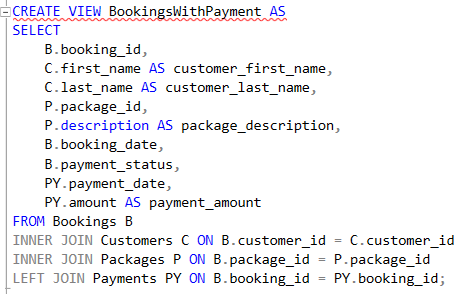 CREATE VIEW BookingsWithPayment AS
SELECT
    B.booking_id,
    C.first_name AS customer_first_name,
    C.last_name AS customer_last_name,
    P.package_id,
    P.description AS package_description,
    B.booking_date,
    B.payment_status,
    PY.payment_date,
    PY.amount AS payment_amount
FROM Bookings B
INNER JOIN Customers C ON B.customer_id = C.customer_id
INNER JOIN Packages P ON B.package_id = P.package_id
LEFT JOIN Payments PY ON B.booking_id = PY.booking_id;